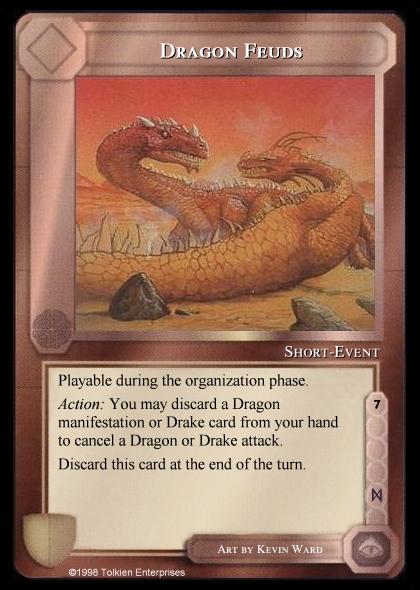 Dragon Feuds
Short-Event
Playable during the organization phase.
Action: You may discard a Dragon
manifestation or Drake card from your hand
to cancel a Dragon or Drake attack.
Discard this card at the end of the turn.
7
Art by Kevin Ward
©1998 Tolkien Enterprises